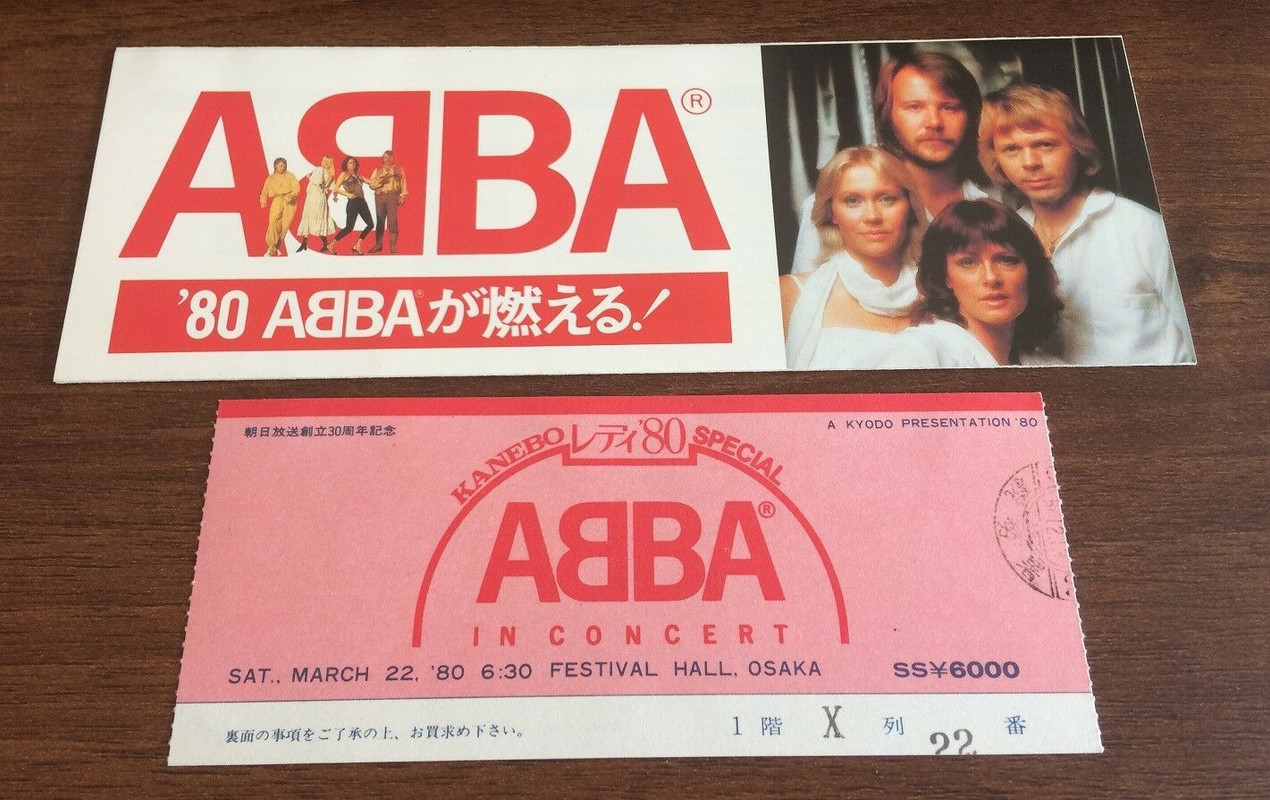 ABBA®
'80 ABBA®が燃える!
朝日放送創立30周年記念
A KYODO PRESENTATION '80
KANEBO レディ'80 SPECIAL
ABBA®
IN CONCERT
SAT., MARCH 22, '80 6:30 FESTIVAL HALL, OSAKA SS¥6000
裏面の事項をご了承の上、お買求め下さい。
1階 X 列 22 番